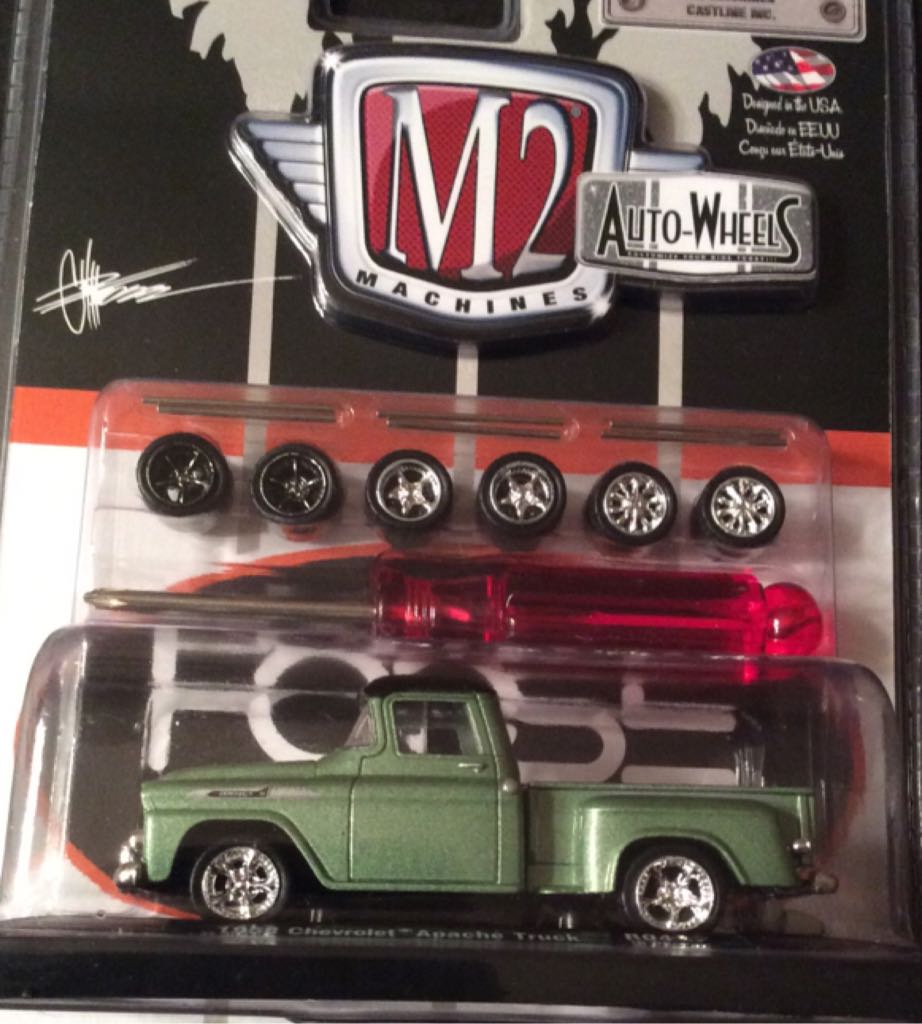 CASTLINE INC.
Designed in the USA
Diseñado en EEUU
Conçu aux États-Unis
M2
MACHINES
AUTO-WHEELS
1958 Chevrolet Apache Truck